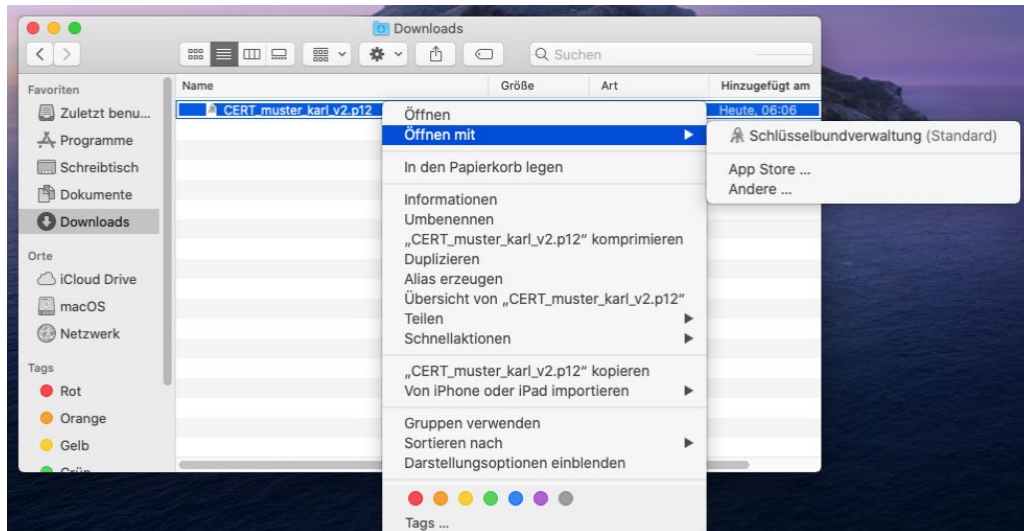 Downloads
Suchen
Favoriten
Zuletzt benu...
Programme
Schreibtisch
Dokumente
Downloads
Orte
iCloud Drive
macOS
Netzwerk
Tags
Rot
Orange
Gelb
Grün
Name Größe Art Hinzugefügt am
CERT_muster_karl_v2.p12 Heute, 06:06
Öffnen
Öffnen mit
In den Papierkorb legen
Informationen
Umbenennen
„CERT_muster_karl_v2.p12“ komprimieren
Duplizieren
Alias erzeugen
Übersicht von „CERT_muster_karl_v2.p12“
Teilen
Schnellaktionen
„CERT_muster_karl_v2.p12“ kopieren
Von iPhone oder iPad importieren
Gruppen verwenden
Sortieren nach
Darstellungsoptionen einblenden
Tags ...
Schlüsselbundverwaltung (Standard)
App Store ...
Andere ...